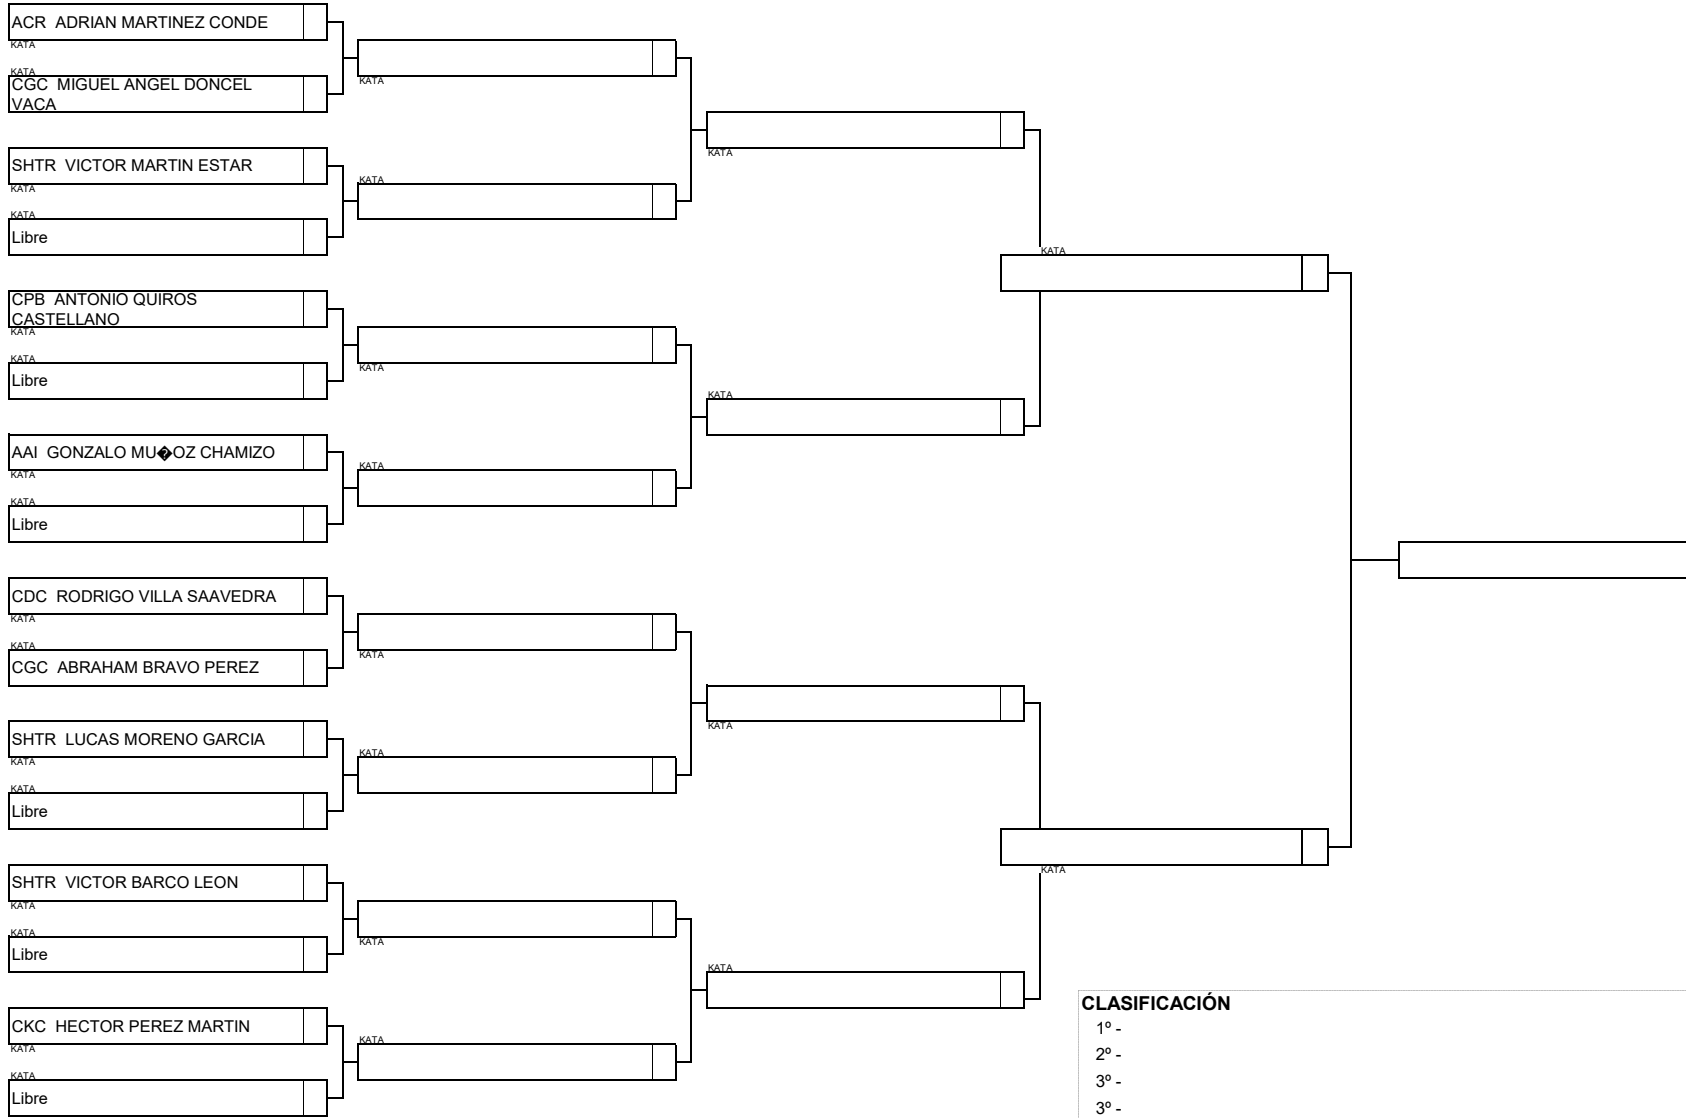 ACR ADRIAN MARTINEZ CONDE
KATA
KATA
CGC MIGUEL ANGEL DONCEL
VACA
SHTR VICTOR MARTIN ESTAR
KATA
KATA
Libre
CPB ANTONIO QUIROS
CASTELLANO
KATA
KATA
Libre
AAI GONZALO MU�OZ CHAMIZO
KATA
KATA
Libre
CDC RODRIGO VILLA SAAVEDRA
KATA
KATA
CGC ABRAHAM BRAVO PEREZ
SHTR LUCAS MORENO GARCIA
KATA
KATA
Libre
SHTR VICTOR BARCO LEON
KATA
KATA
Libre
CKC HECTOR PEREZ MARTIN
KATA
KATA
Libre
KATA
KATA
KATA
KATA
KATA
KATA
KATA
KATA
KATA
KATA
KATA
KATA
KATA
KATA
CLASIFICACIÓN
1º -
2º -
3º -
3º -